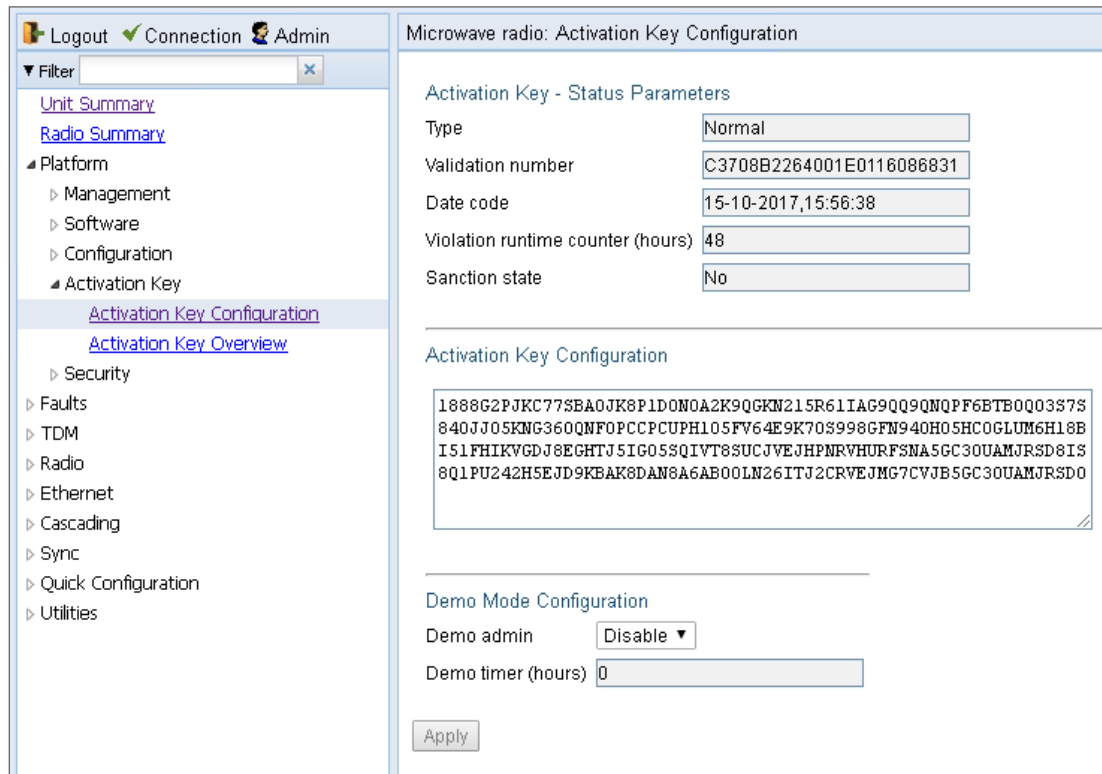 Logout Connection Admin
Filter
Unit Summary
Radio Summary
Platform
Management
Software
Configuration
Activation Key
Activation Key Configuration
Activation Key Overview
Security
Faults
TDM
Radio
Ethernet
Cascading
Sync
Quick Configuration
Utilities
Microwave radio: Activation Key Configuration
Activation Key - Status Parameters
Type Normal
Validation number C3708B2264001E0116086831
Date code 15-10-2017,15:56:38
Violation runtime counter (hours) 48
Sanction state No
Activation Key Configuration
1888G2PJKC77SBA0JK8P1D0N0A2K9QGKN215R61IAG9QQ9QNQPF6BTB0Q03S7S
840JJ05KNG360QNF0PCCPCUPH105FV64E9K70S998GFN940H05HC0GLUM6H18B
I51FHIKVGDJ8EGHTJ5IG05SQIVT8SUCJVEJHPNRVHURFSNA5GC30UAMJRSD8IS
8Q1PU242H5EJD9KBAK8DAN8A6AB00LN26ITJ2CRVEJMG7CVJB5GC30UAMJRSD0
Demo Mode Configuration
Demo admin Disable
Demo timer (hours) 0
Apply